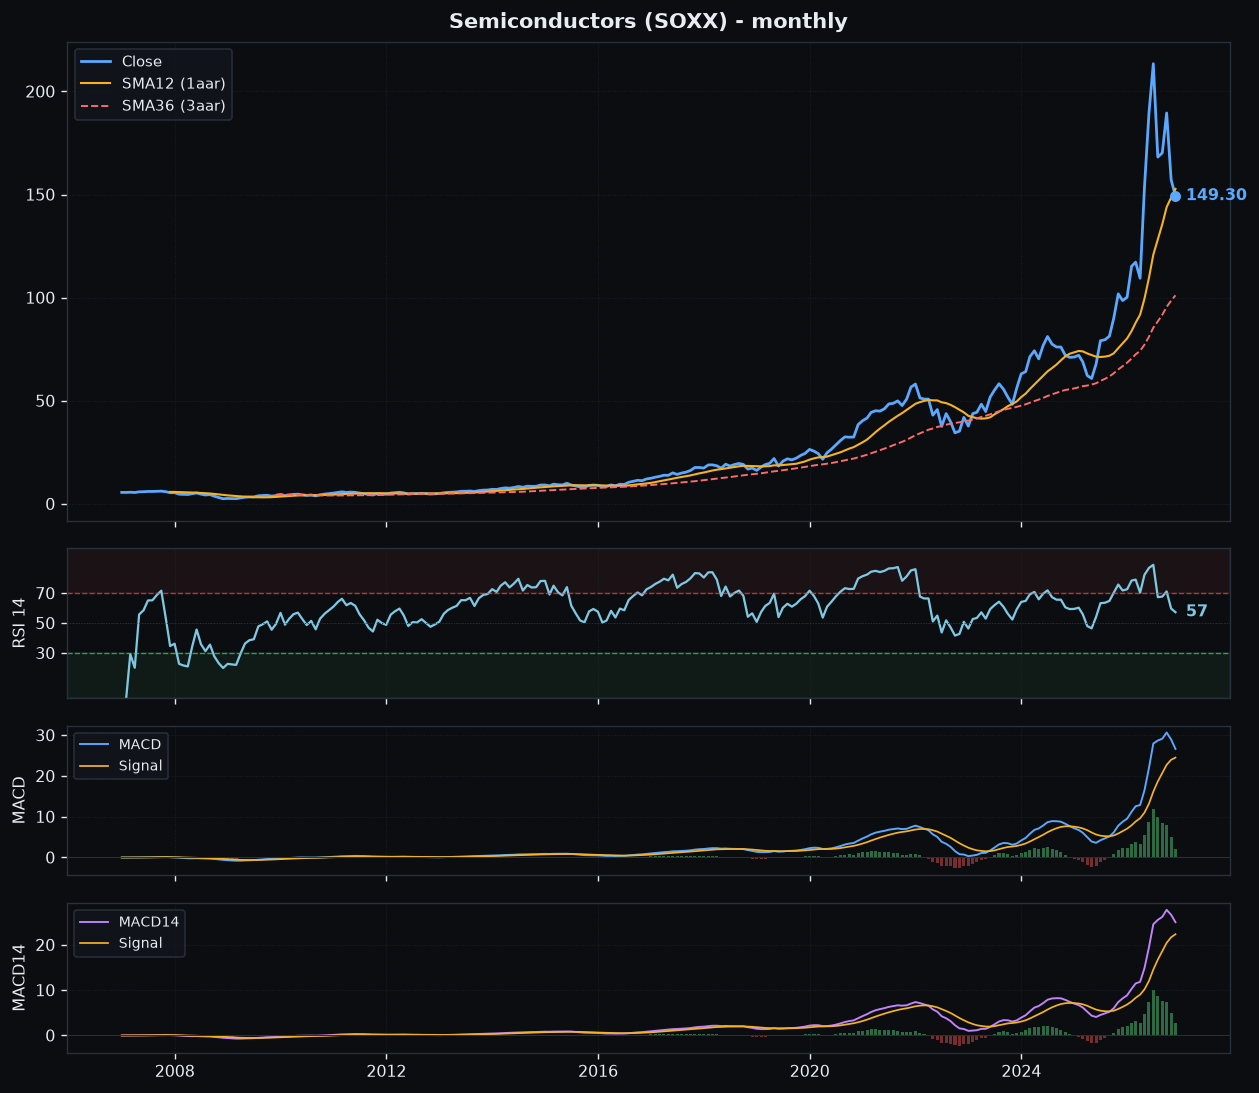 Semiconductors (SOXX) - monthly
Close
SMA12 (1aar)
SMA36 (3aar)
200
150
100
50
0
149.30
RSI 14
70
50
30
57
MACD
MACD
Signal
30
20
10
0
MACD14
MACD14
Signal
20
10
0
2008 2012 2016 2020 2024